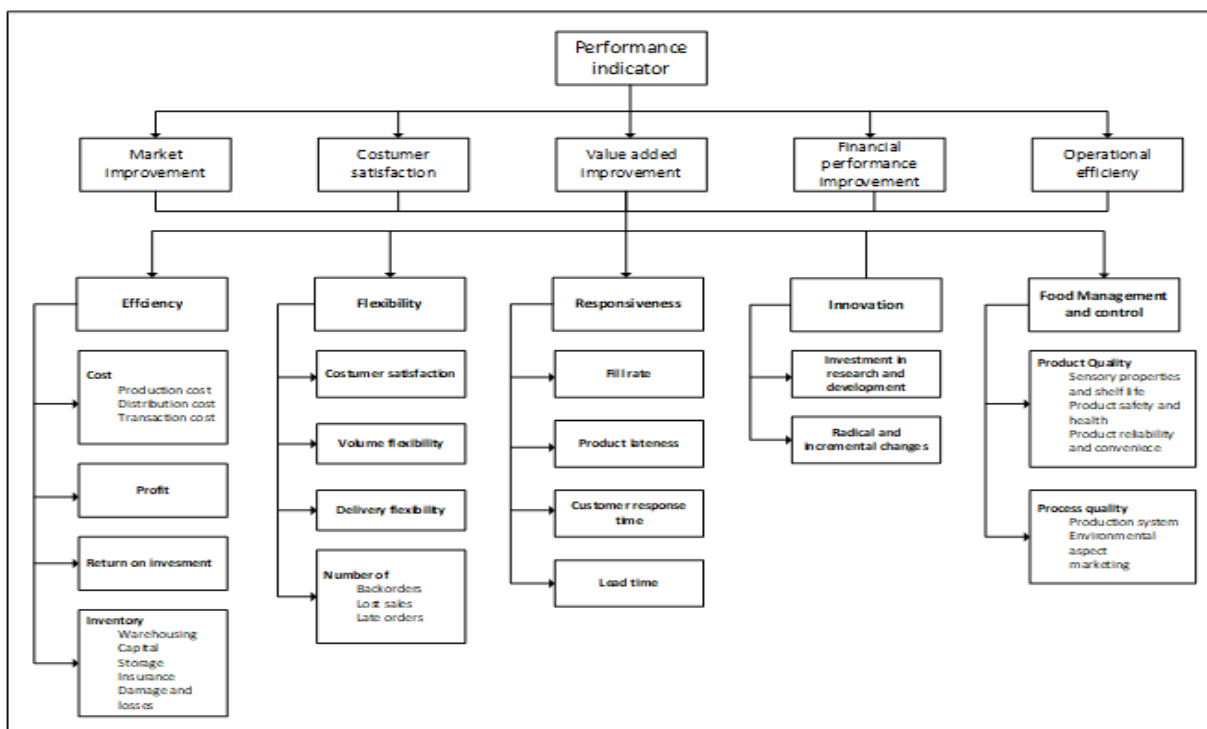 Performance
indicator
Market
Improvement
Costumer
satisfaction
Value added
Improvement
Financial
performance
Improvement
Operational
efficieny
Effciency
Flexibility
Responsiveness
Innovation
Food Management
and control
Cost
Production cost
Distribution cost
Transaction cost
Profit
Return on invesment
Inventory
Warehousing
Capital
Storage
Insurance
Damage and
losses
Costumer satisfaction
Volume flexibility
Delivery flexibility
Number of
Backorders
Lost sales
Late orders
Fill rate
Product lateness
Customer response
time
Lead time
Investment in
research and
development
Radical and
incremental changes
Product Quality
Sensory properties
and shelf life
Product safety and
health
Product reliability
and conveniece
Process quality
Production system
Environmental
aspect
marketing